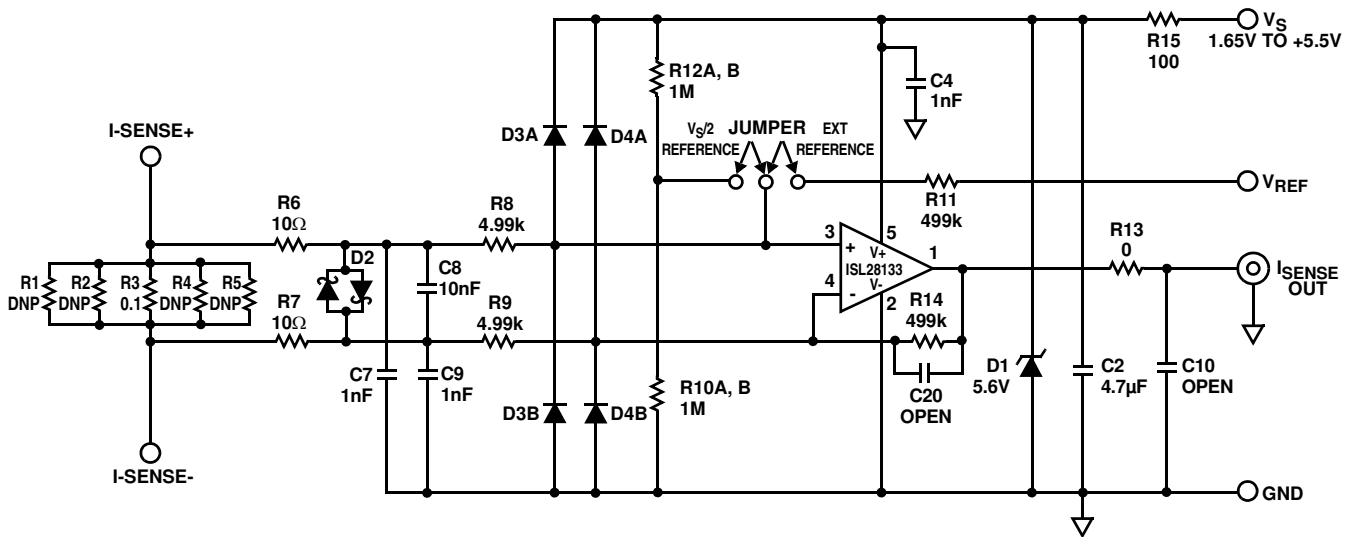 I-SENSE+
R1
DNP
R2
DNP
R3
0.1
R4
DNP
R5
DNP
I-SENSE-
R6
10Ω
R7
10Ω
D2
C7
1nF
C8
10nF
C9
1nF
R8
4.99k
R9
4.99k
D3A
D4A
D3B
D4B
R12A, B
1M
R10A, B
1M
VS/2
REFERENCE
JUMPER
EXT
REFERENCE
C4
1nF
R11
499k
3
+
4
-
5
V+
ISL28133
V-
2
1
R14
499k
C20
OPEN
D1
5.6V
C2
4.7µF
R13
0
C10
OPEN
R15
100
VS
1.65V TO +5.5V
VREF
ISENSE
OUT
GND